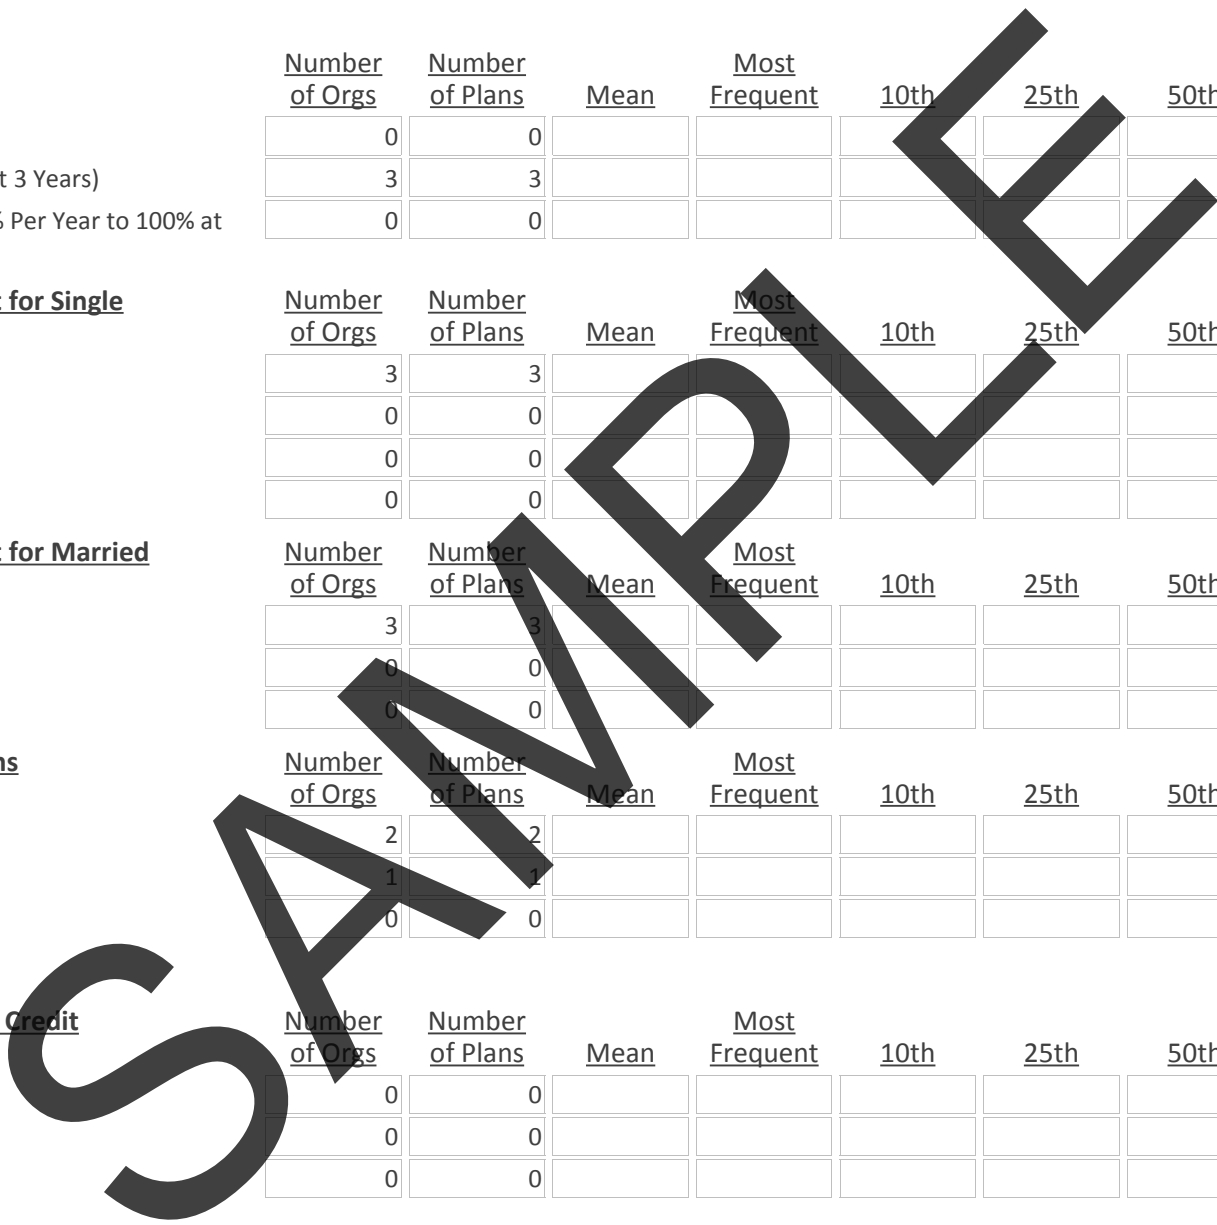 Number Number Most
of Orgs of Plans Mean Frequent 10th 25th 50th
0 0
t 3 Years) 3 3
% Per Year to 100% at 0 0
t for Single Number Number Most
of Orgs of Plans Mean Frequent 10th 25th 50th
3 3
0 0
0 0
0 0
t for Married Number Number Most
of Orgs of Plans Mean Frequent 10th 25th 50th
3 3
0 0
0 0
ns Number Number Most
of Orgs of Plans Mean Frequent 10th 25th 50th
2 2
1 1
0 0
Credit Number Number Most
of Orgs of Plans Mean Frequent 10th 25th 50th
0 0
0 0
0 0
SAMPLE